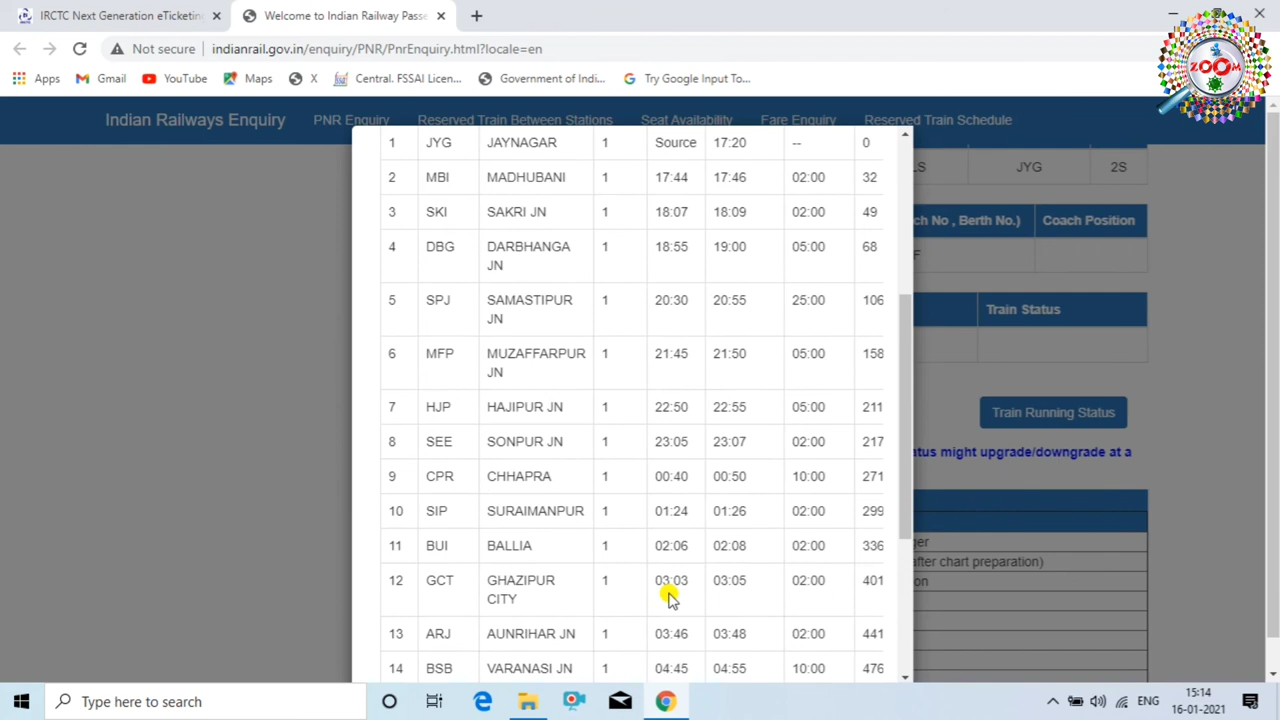 IRCTC Next Generation eTicketing
Welcome to Indian Railway Passe
Not secure
indianrail.gov.in/enquiry/PNR/PnrEnquiry.html?locale=en
Apps Gmail YouTube Maps X Central. FSSAI Licen... Government of Indi... Try Google Input To...
ZOOM
Indian Railways Enquiry PNR Enquiry Reserved Train Between Stations Seat Availability Fare Enquiry Reserved Train Schedule
1 JYG JAYNAGAR 1 Source 17:20 -- 0
LS JYG 2S
2 MBI MADHUBANI 1 17:44 17:46 02:00 32
3 SKI SAKRI JN 1 18:07 18:09 02:00 49
ch No , Berth No.) Coach Position
4 DBG DARBHANGA 1 18:55 19:00 05:00 68
JN
F
5 SPJ SAMASTIPUR 1 20:30 20:55 25:00 106
JN
Train Status
6 MFP MUZAFFARPUR 1 21:45 21:50 05:00 158
JN
7 HJP HAJIPUR JN 1 22:50 22:55 05:00 211
Train Running Status
8 SEE SONPUR JN 1 23:05 23:07 02:00 217
atus might upgrade/downgrade at a
9 CPR CHHAPRA 1 00:40 00:50 10:00 271
10 SIP SURAIMANPUR 1 01:24 01:26 02:00 299
11 BUI BALLIA 1 02:06 02:08 02:00 336
ger
after chart preparation)
12 GCT GHAZIPUR 1 03:03 03:05 02:00 401
CITY
on
13 ARJ AUNRIHAR JN 1 03:46 03:48 02:00 441
14 BSB VARANASI JN 1 04:45 04:55 10:00 476
Type here to search
ENG
15:14
16-01-2021